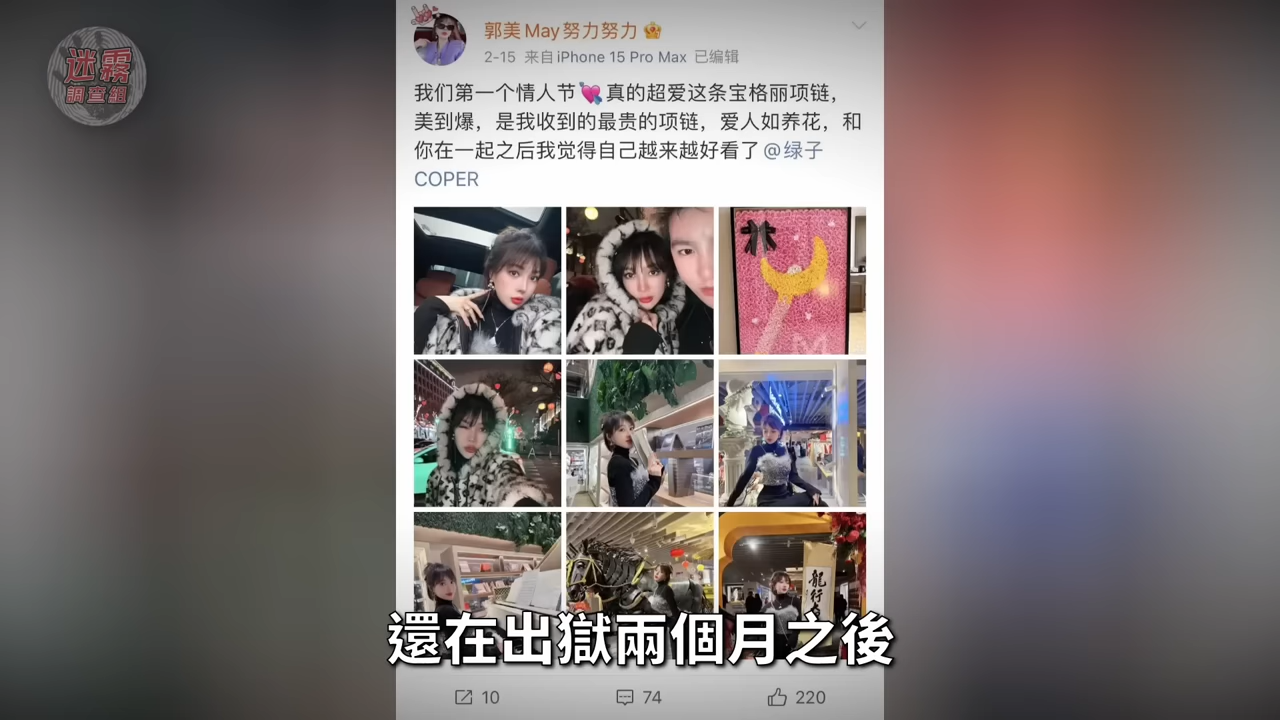 迷霧
調查組
郭美May努力努力
2-15 来自iPhone 15 Pro Max 已编辑
我们第一个情人节💘真的超爱这条宝格丽项链，
美到爆，是我收到的最贵的项链，爱人如养花，和
你在一起之后我觉得自己越来越好看了@绿子
COPER
龍行
還在出獄兩個月之後
10 74 220